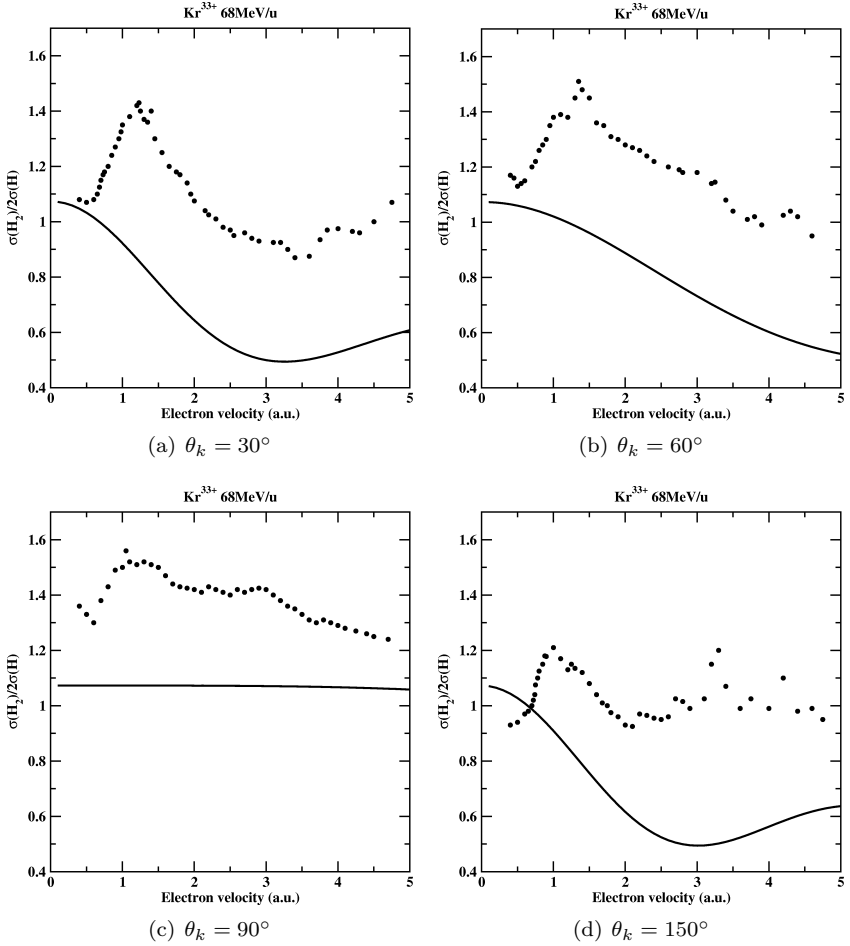 Kr³³⁺ 68MeV/u
σ(H₂)/2σ(H)
1.6
1.4
1.2
1
0.8
0.6
0.4
0 1 2 3 4 5
Electron velocity (a.u.)
(a) θₖ = 30°
Kr³³⁺ 68MeV/u
σ(H₂)/2σ(H)
1.6
1.4
1.2
1
0.8
0.6
0.4
0 1 2 3 4 5
Electron velocity (a.u.)
(b) θₖ = 60°
Kr³³⁺ 68MeV/u
σ(H₂)/2σ(H)
1.6
1.4
1.2
1
0.8
0.6
0.4
0 1 2 3 4 5
Electron velocity (a.u.)
(c) θₖ = 90°
Kr³³⁺ 68MeV/u
σ(H₂)/2σ(H)
1.6
1.4
1.2
1
0.8
0.6
0.4
0 1 2 3 4 5
Electron velocity (a.u.)
(d) θₖ = 150°